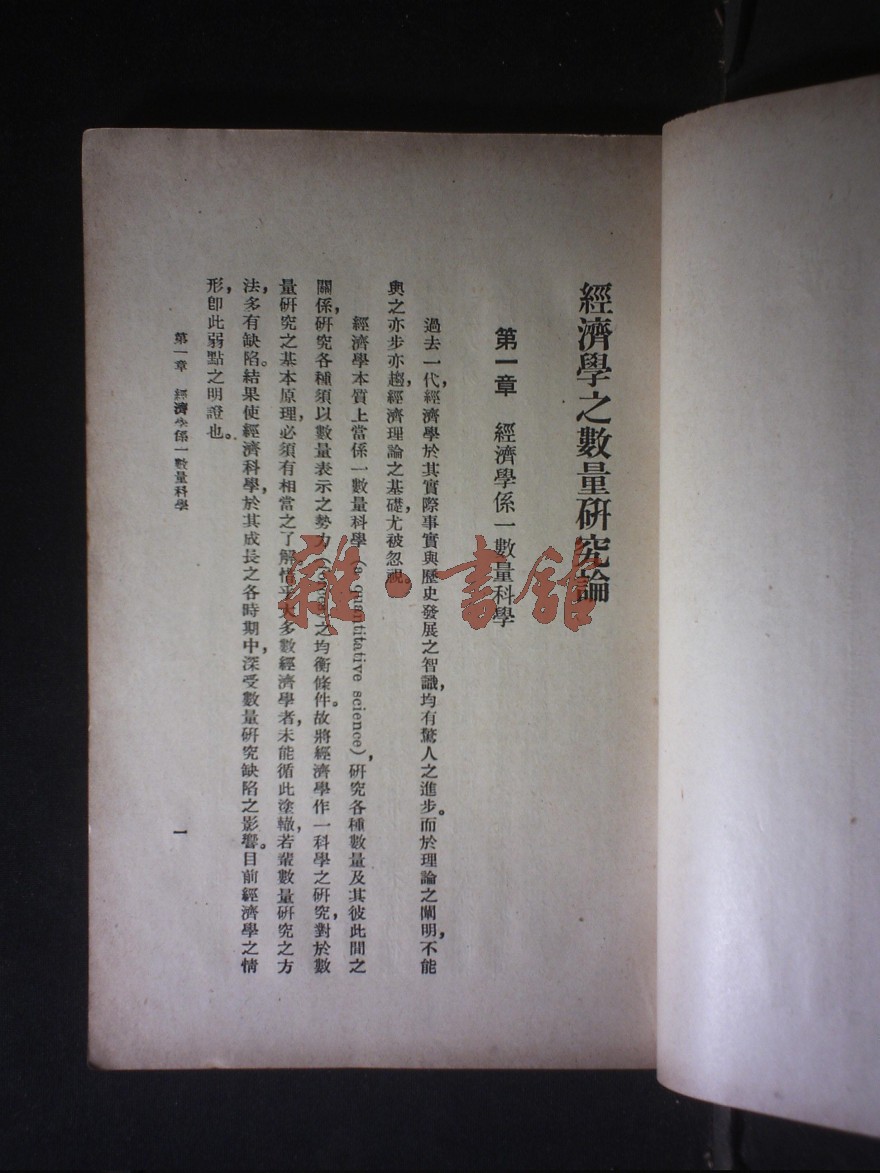 經濟學之數量研究論
第一章　經濟學係一數量科學
過去一代，經濟學於其實際事實與歷史發展之智識，均有驚人之進步。而於理論之闡明，不能
與之亦步亦趨，經濟理論之基礎，尤被忽視。
經濟學本質上當係一數量科學（a quantitative science），研究各種數量及其彼此間之
關係，研究各種須以數量表示之勢力（forces）之均衡條件。故將經濟學作一科學之研究，對於數
量研究之基本原理，必須有相當之了解。惜乎大多數經濟學者，未能循此塗轍，若輩數量研究之方
法，多有缺陷。結果使經濟科學，於其成長之各時期中，深受數量研究缺陷之影響。目前經濟學之情
形，卽此弱點之明證也。
第一章　經濟學係一數量科學
一
雜·書舘